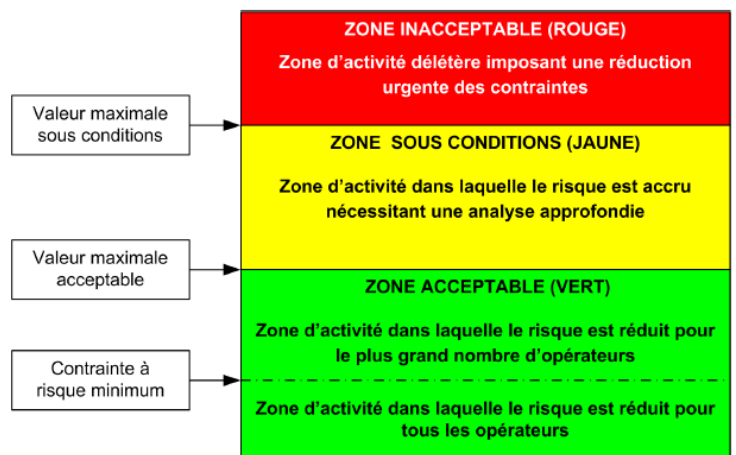 ZONE INACCEPTABLE (ROUGE)
Zone d'activité délétère imposant une réduction
urgente des contraintes
Valeur maximale
sous conditions
ZONE SOUS CONDITIONS (JAUNE)
Zone d'activité dans laquelle le risque est accru
nécessitant une analyse approfondie
Valeur maximale
acceptable
ZONE ACCEPTABLE (VERT)
Zone d'activité dans laquelle le risque est réduit pour
le plus grand nombre d'opérateurs
Contrainte à
risque minimum
Zone d'activité dans laquelle le risque est réduit pour
tous les opérateurs